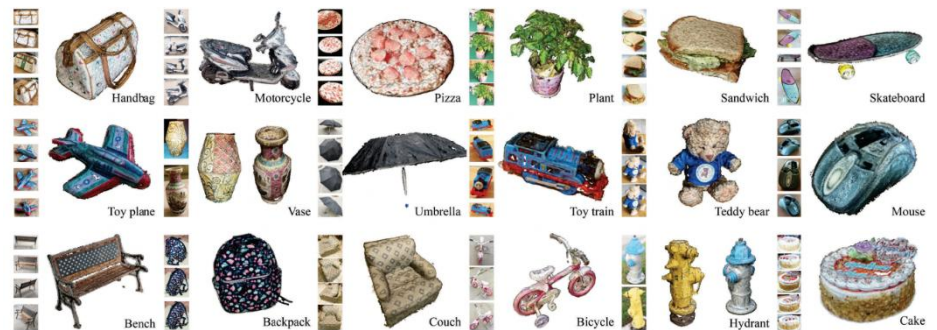 Handbag
Motorcycle
Pizza
Plant
Sandwich
Skateboard
Toy plane
Vase
Umbrella
Toy train
Teddy bear
Mouse
Bench
Backpack
Couch
Bicycle
Hydrant
Cake